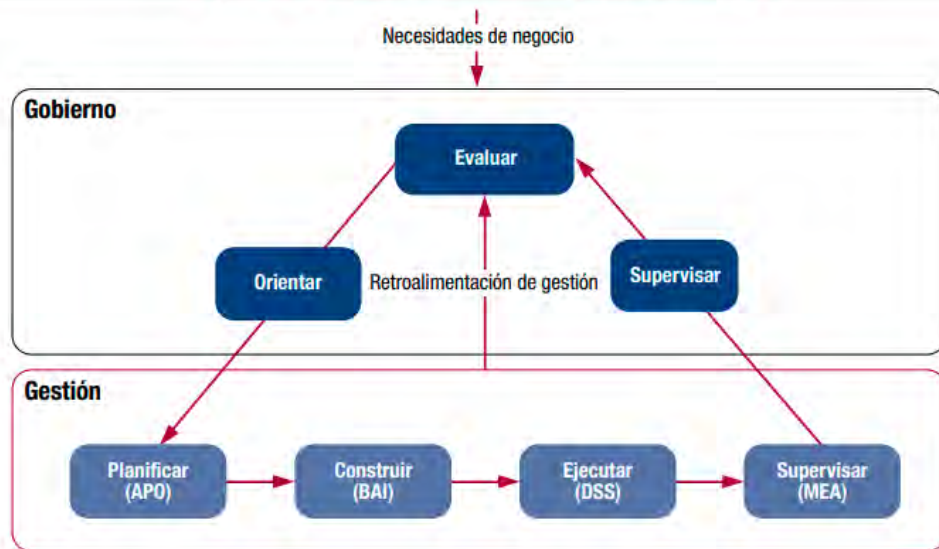 Necesidades de negocio
Gobierno
Evaluar
Orientar
Retroalimentación de gestión
Supervisar
Gestión
Planificar
(APO)
Construir
(BAI)
Ejecutar
(DSS)
Supervisar
(MEA)